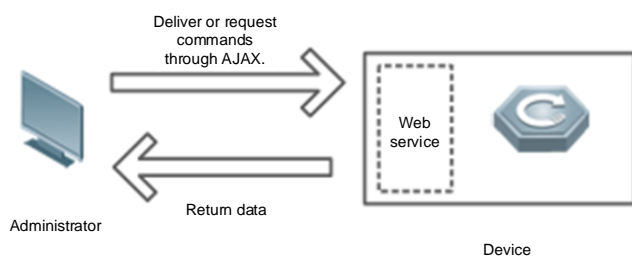 Deliver or request
commands
through AJAX.
Web
service
Return data
Administrator
Device